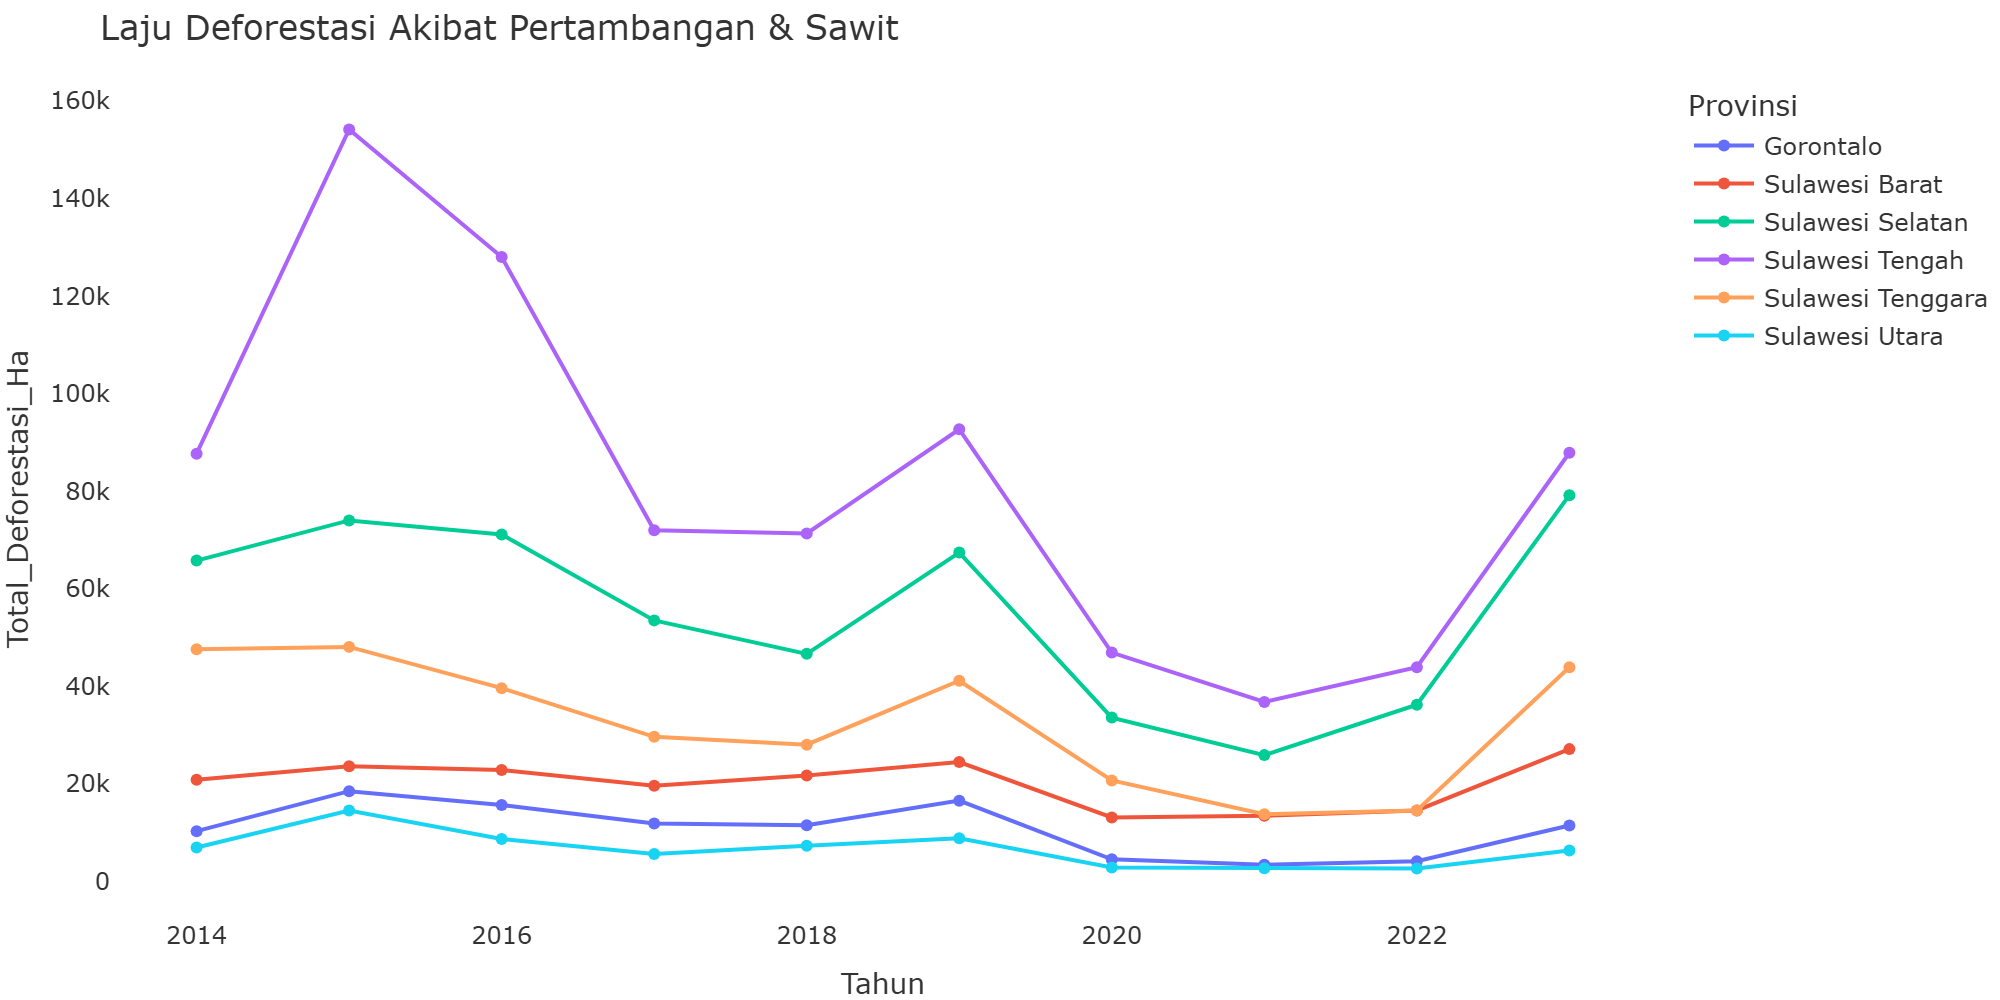 Laju Deforestasi Akibat Pertambangan & Sawit
Total_Deforestasi_Ha
160k
140k
120k
100k
80k
60k
40k
20k
0
2014
2016
2018
2020
2022
Tahun
Provinsi
Gorontalo
Sulawesi Barat
Sulawesi Selatan
Sulawesi Tengah
Sulawesi Tenggara
Sulawesi Utara